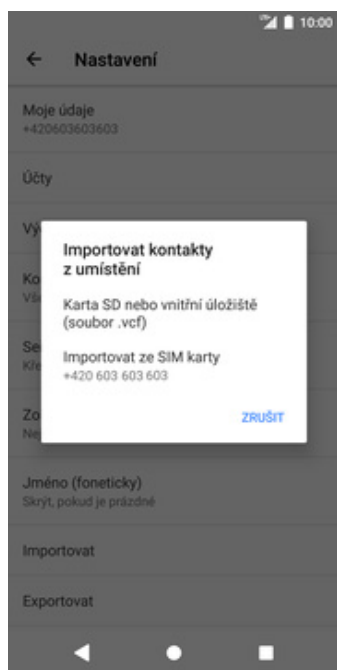 10:00
Nastavení
Moje údaje
+420603603603
Účty
Importovat kontakty
z umístění
Karta SD nebo vnitřní úložiště
(soubor .vcf)
Importovat ze SIM karty
+420 603 603 603
ZRUŠIT
Jméno (foneticky)
Skrýt, pokud je prázdné
Importovat
Exportovat